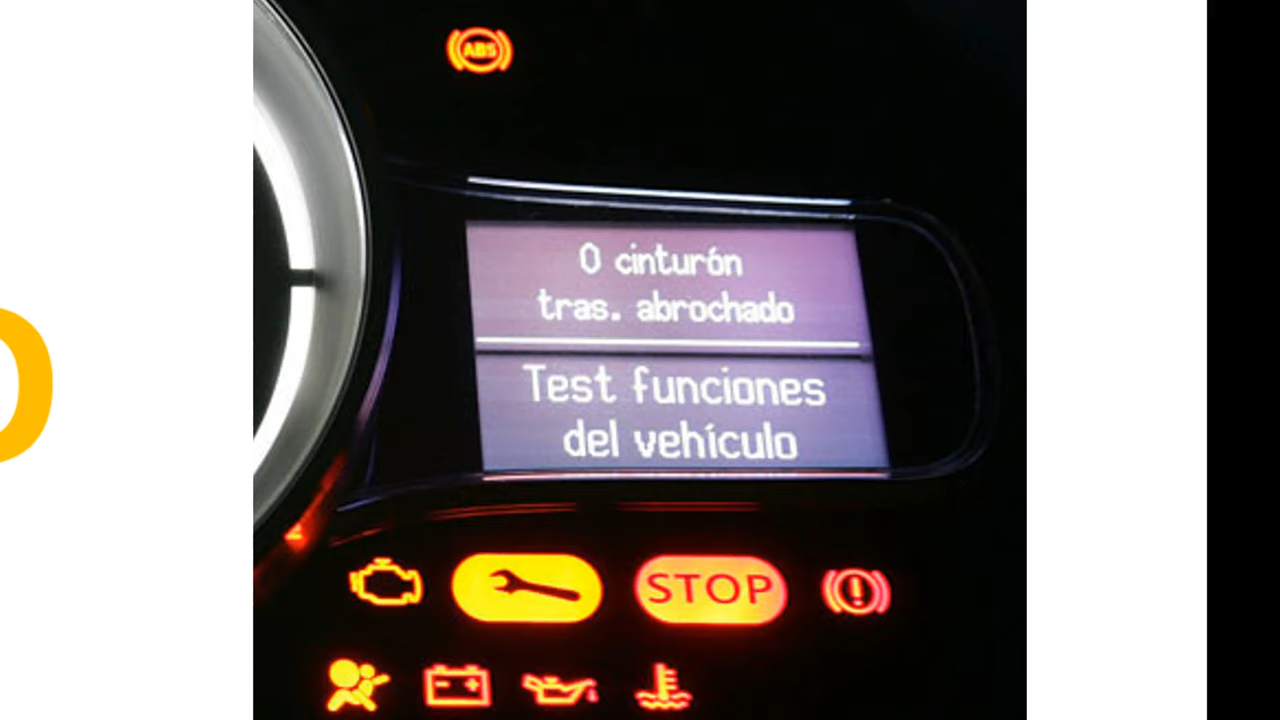 ABS
0 cinturón
tras. abrochado
Test funciones
del vehículo
STOP